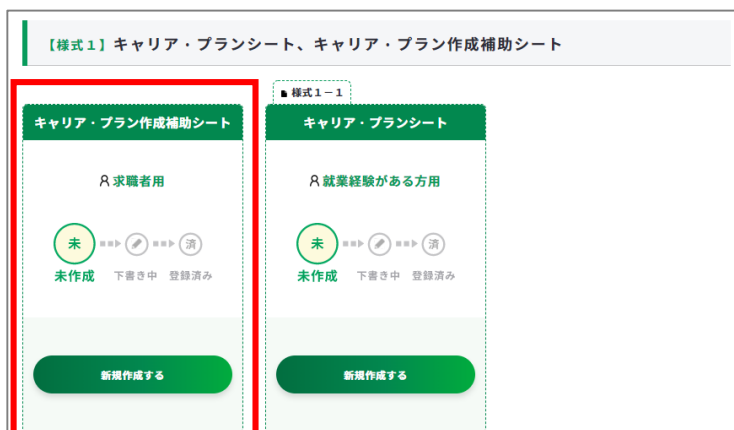 【様式1】キャリア・プランシート、キャリア・プラン作成補助シート
キャリア・プラン作成補助シート
求職者用
未 済
未作成 下書き中 登録済み
新規作成する
様式1-1
キャリア・プランシート
就業経験がある方用
未 済
未作成 下書き中 登録済み
新規作成する